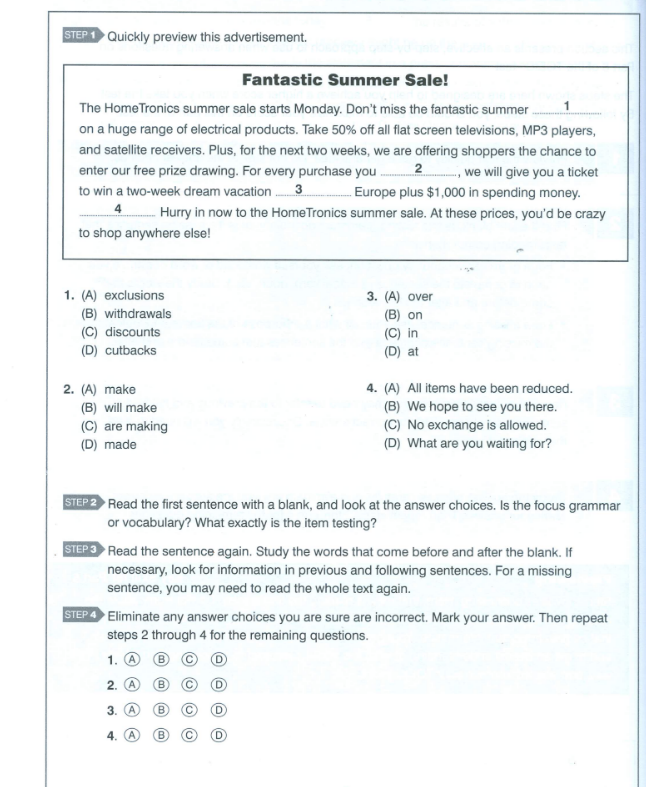 STEP 1 Quickly preview this advertisement.
Fantastic Summer Sale!
The HomeTronics summer sale starts Monday. Don't miss the fantastic summer ..........1..........
on a huge range of electrical products. Take 50% off all flat screen televisions, MP3 players,
and satellite receivers. Plus, for the next two weeks, we are offering shoppers the chance to
enter our free prize drawing. For every purchase you ..........2.........., we will give you a ticket
to win a two-week dream vacation ..........3.......... Europe plus $1,000 in spending money.
..........4.......... Hurry in now to the HomeTronics summer sale. At these prices, you'd be crazy
to shop anywhere else!
1. (A) exclusions
(B) withdrawals
(C) discounts
(D) cutbacks
2. (A) make
(B) will make
(C) are making
(D) made
3. (A) over
(B) on
(C) in
(D) at
4. (A) All items have been reduced.
(B) We hope to see you there.
(C) No exchange is allowed.
(D) What are you waiting for?
STEP 2 Read the first sentence with a blank, and look at the answer choices. Is the focus grammar
or vocabulary? What exactly is the item testing?
STEP 3 Read the sentence again. Study the words that come before and after the blank. If
necessary, look for information in previous and following sentences. For a missing
sentence, you may need to read the whole text again.
STEP 4 Eliminate any answer choices you are sure are incorrect. Mark your answer. Then repeat
steps 2 through 4 for the remaining questions.
1. A B C D
2. A B C D
3. A B C D
4. A B C D